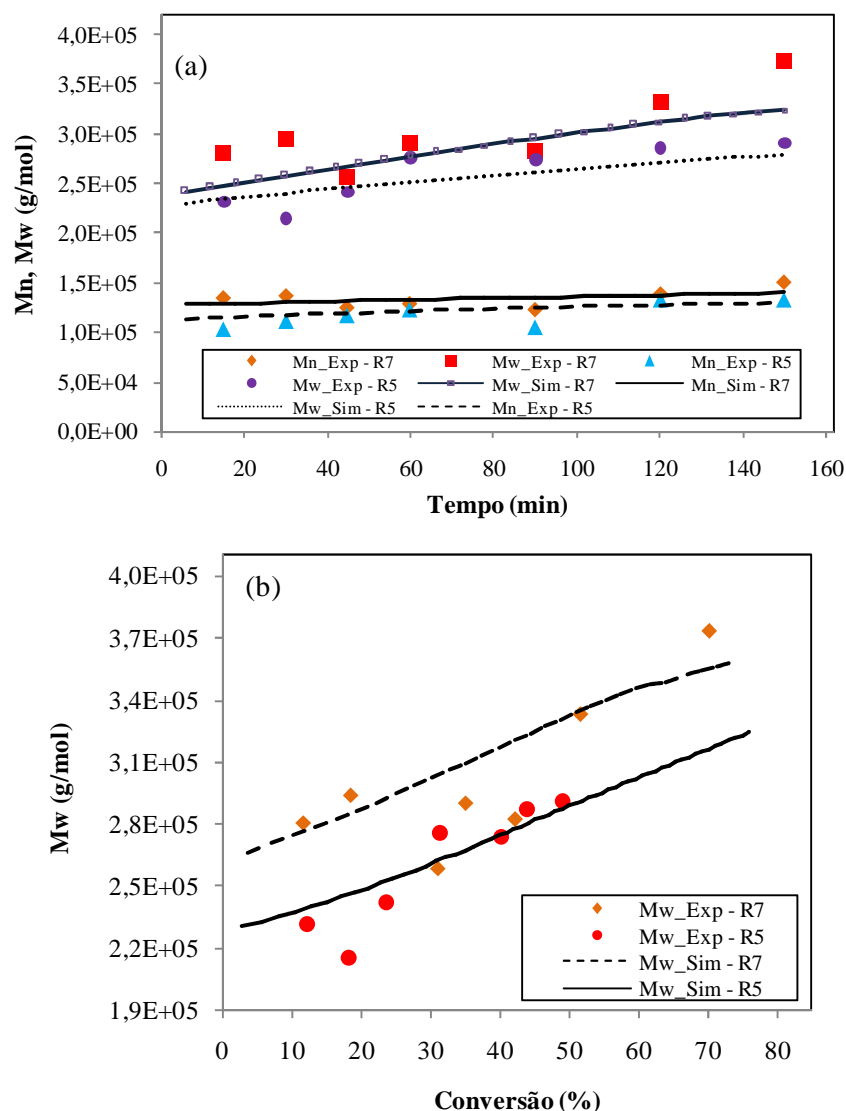 (a)
Mn, Mw (g/mol)
4,0E+05
3,5E+05
3,0E+05
2,5E+05
2,0E+05
1,5E+05
1,0E+05
5,0E+04
0,0E+00
Mn_Exp - R7 Mw_Exp - R7 Mn_Exp - R5
Mw_Exp - R5 Mw_Sim - R7 Mn_Sim - R7
Mw_Sim - R5 Mn_Exp - R5
0 20 40 60 80 100 120 140 160
Tempo (min)
(b)
Mw (g/mol)
4,0E+05
3,7E+05
3,4E+05
3,1E+05
2,8E+05
2,5E+05
2,2E+05
1,9E+05
Mw_Exp - R7
Mw_Exp - R5
Mw_Sim - R7
Mw_Sim - R5
0 10 20 30 40 50 60 70 80
Conversão (%)